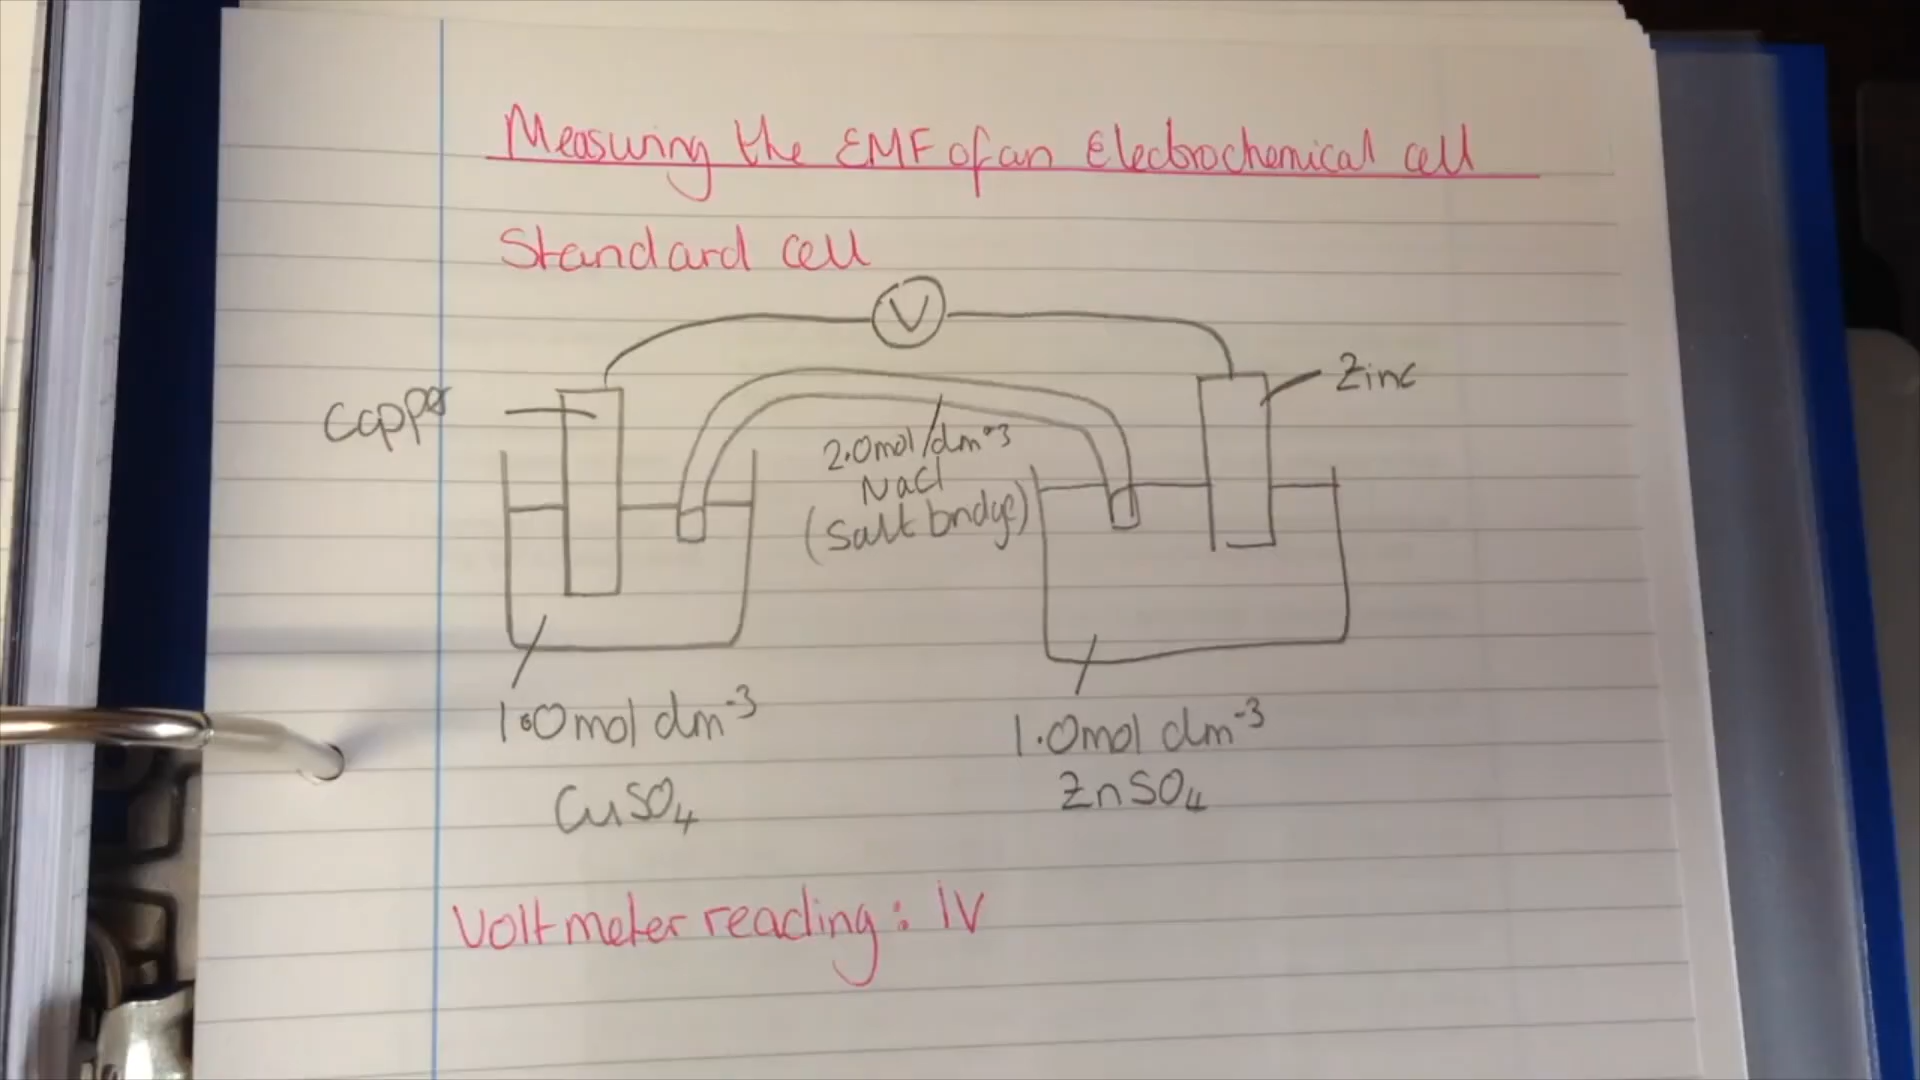 Measuring the EMF of an Electrochemical cell
Standard cell
V
Copper
Zinc
2.0mol/dm-3
NaCl
(Salt bridge)
1.0mol dm-3
CuSO4
1.0mol dm-3
ZnSO4
Voltmeter reading: 1V